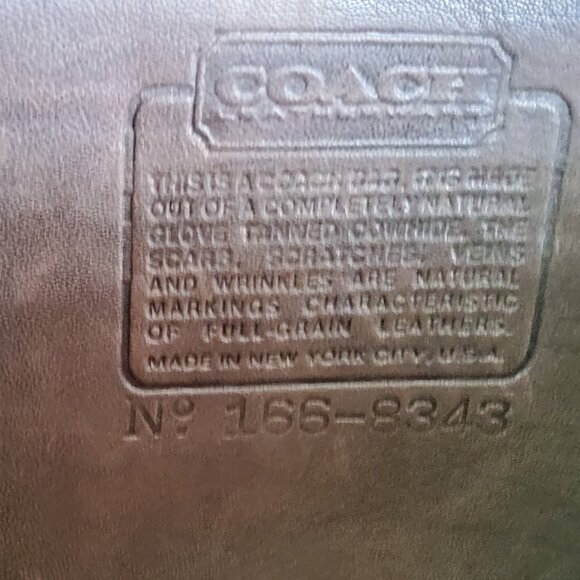 COACH
THIS IS A COACH BAG. IT IS MADE
OUT OF A COMPLETELY NATURAL
GLOVE TANNED COWHIDE, THE
SCARS, SCRATCHES, VEINS
AND WRINKLES ARE NATURAL
MARKINGS CHARACTERISTIC
OF FULL-GRAIN LEATHERS.
MADE IN NEW YORK CITY, U.S.A.
Nº 166-8343